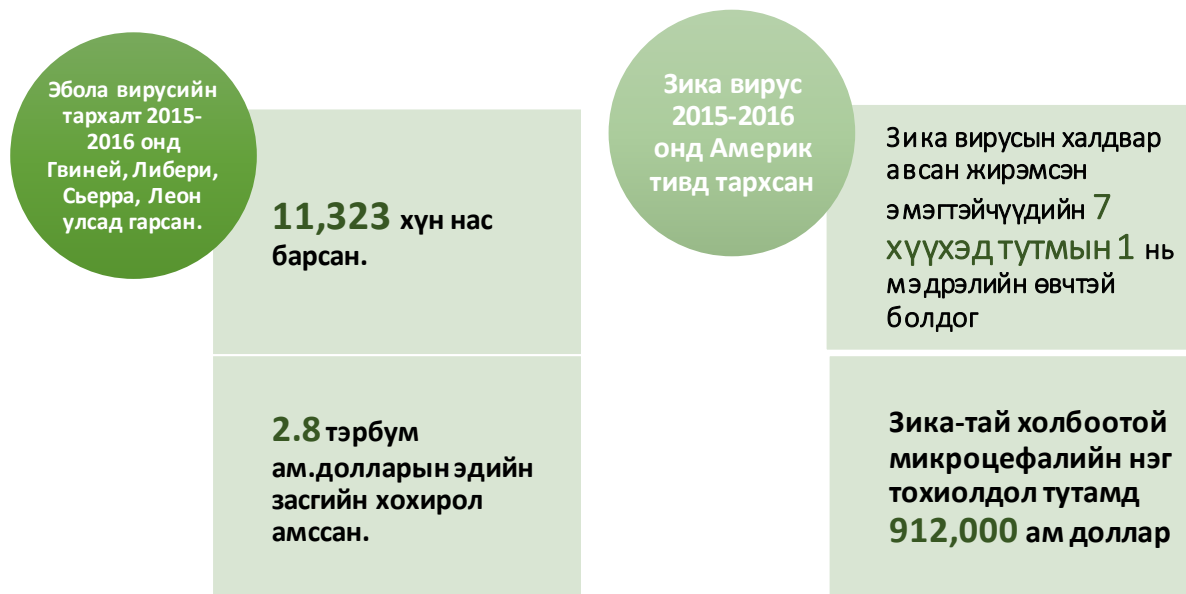 Эбола вирусийн
тархалт 2015-
2016 онд
Гвиней, Либери,
Сьерра, Леон
улсад гарсан.
11,323 хүн нас
барсан.
2.8 тэрбум
ам.долларын эдийн
засгийн хохирол
амссан.
Зика вирус
2015-2016
онд Америк
тивд тархсан
Зика вирусын халдвар
авсан жирэмсэн
эмэгтэйчүүдийн 7
хүүхэд тутмын 1 нь
мэдрэлийн өвчтэй
болдог
Зика-тай холбоотой
микроцефалийн нэг
тохиолдол тутамд
912,000 ам доллар